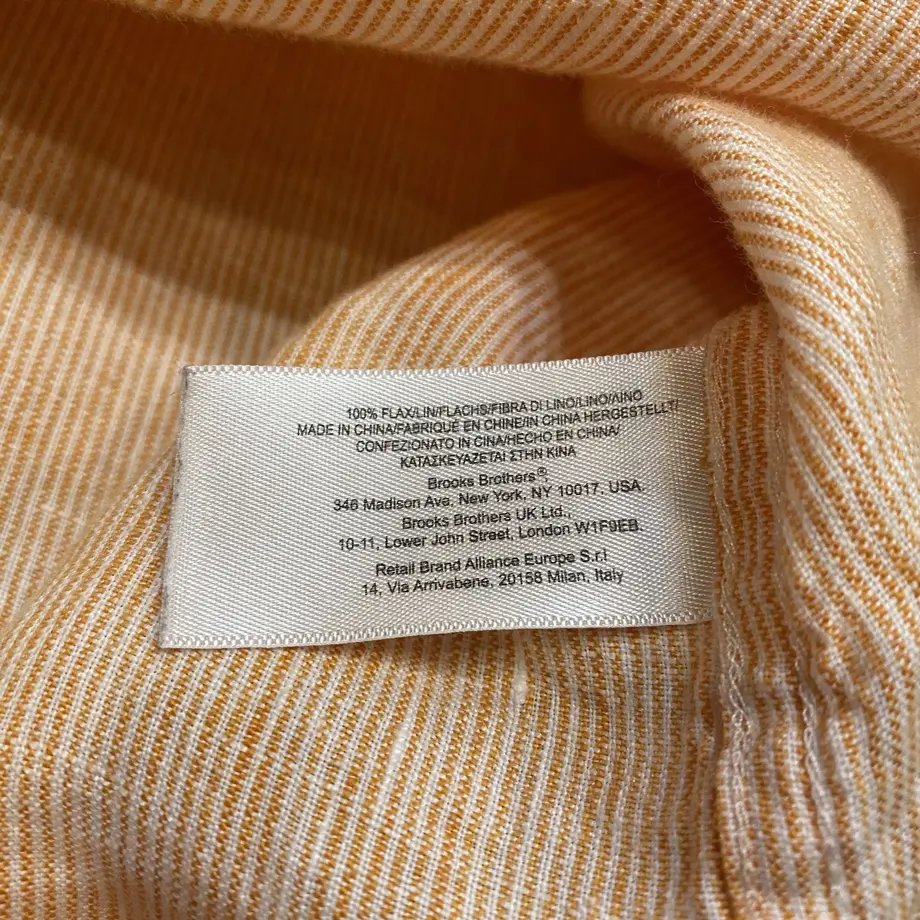 100% FLAX/LIN/FLACHS/FIBRA DI LINO/LINO/ΛΙΝΟ
MADE IN CHINA/FABRIQUÉ EN CHINE/IN CHINA HERGESTELLT/
CONFEZIONATO IN CINA/HECHO EN CHINA/
ΚΑΤΑΣΚΕΥΑΖΕΤΑΙ ΣΤΗΝ ΚΙΝΑ
Brooks Brothers®,
346 Madison Ave. New York, NY 10017, USA.
Brooks Brothers UK Ltd.,
10-11, Lower John Street, London W1F9EB.
Retail Brand Alliance Europe S.r.l
14, Via Arrivabene, 20158 Milan, Italy